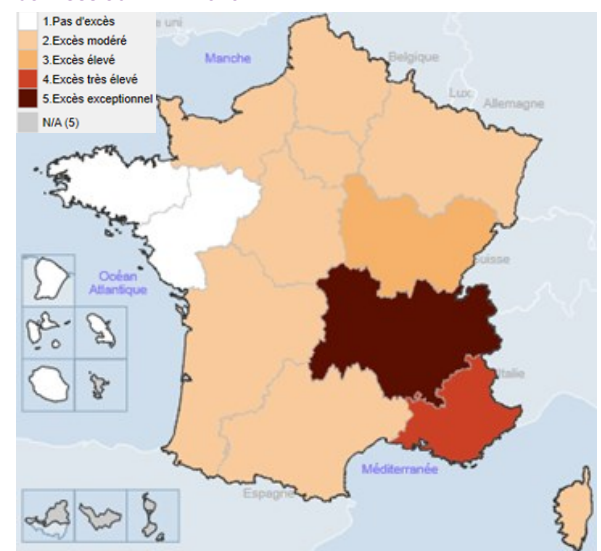 1.Pas d'excès
2.Excès modéré
3.Excès élevé
4.Excès très élevé
5.Excès exceptionnel
N/A (5)
uni
Manche
Belgique
Lux.
Allemagne
Suisse
Océan
Atlantique
Italie
Méditerranée
Espagne